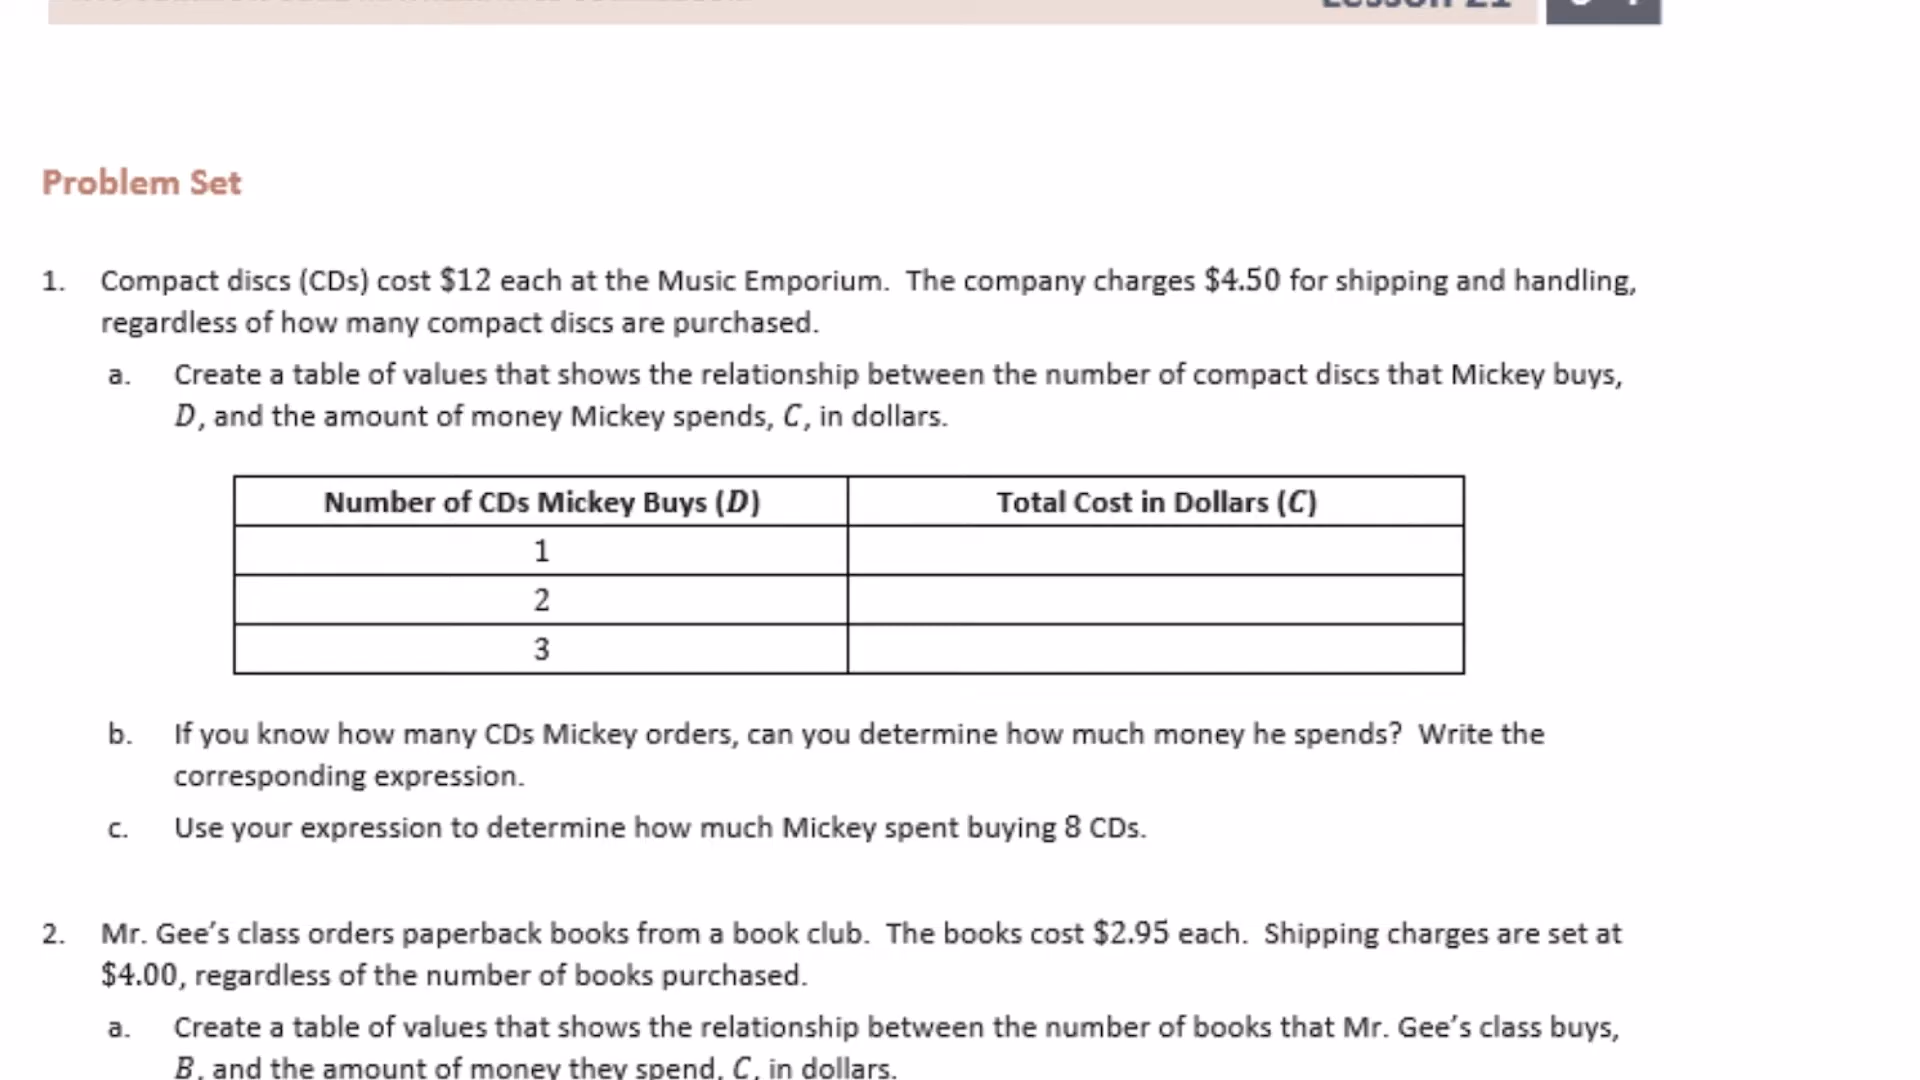 Lesson 21
Problem Set
1. Compact discs (CDs) cost $12 each at the Music Emporium. The company charges $4.50 for shipping and handling,
regardless of how many compact discs are purchased.
a. Create a table of values that shows the relationship between the number of compact discs that Mickey buys,
D, and the amount of money Mickey spends, C, in dollars.
Number of CDs Mickey Buys (D) Total Cost in Dollars (C)
1
2
3
b. If you know how many CDs Mickey orders, can you determine how much money he spends? Write the
corresponding expression.
c. Use your expression to determine how much Mickey spent buying 8 CDs.
2. Mr. Gee’s class orders paperback books from a book club. The books cost $2.95 each. Shipping charges are set at
$4.00, regardless of the number of books purchased.
a. Create a table of values that shows the relationship between the number of books that Mr. Gee’s class buys,
B, and the amount of money they spend, C, in dollars.